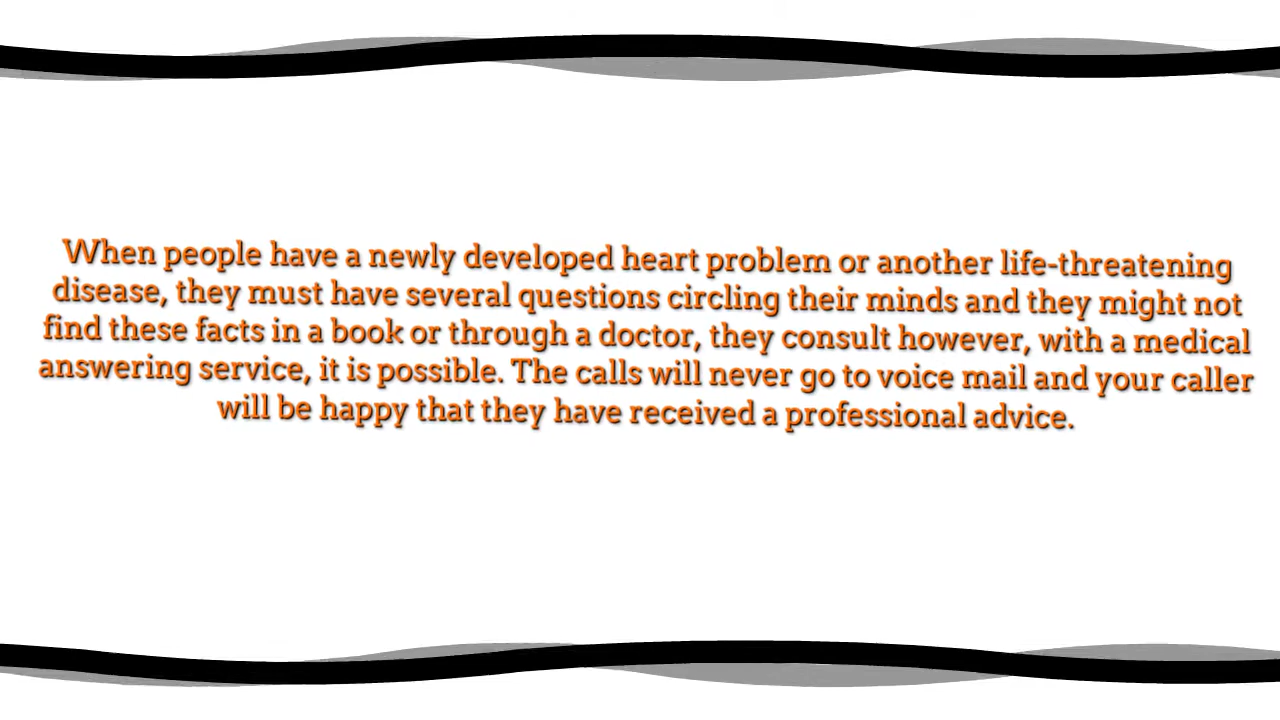 When people have a newly developed heart problem or another life-threatening
disease, they must have several questions circling their minds and they might not
find these facts in a book or through a doctor, they consult however, with a medical
answering service, it is possible. The calls will never go to voice mail and your caller
will be happy that they have received a professional advice.